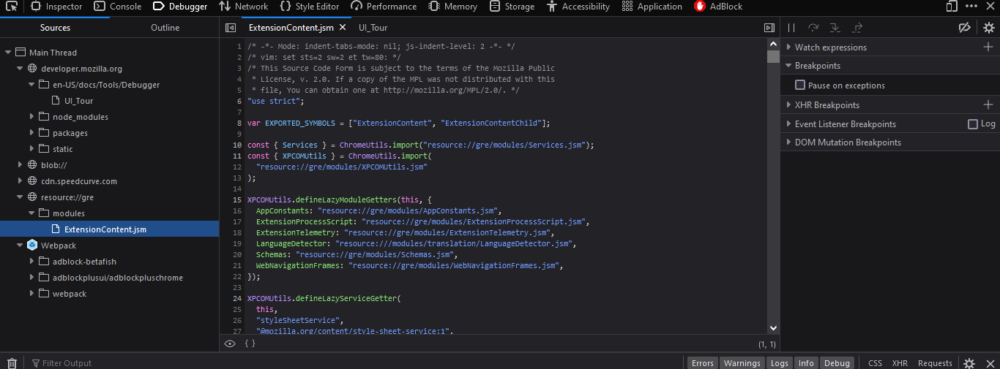 Inspector Console Debugger Network Style Editor Performance Memory Storage Accessibility Application AdBlock
Sources Outline
Main Thread
developer.mozilla.org
en-US/docs/Tools/Debugger
UI_Tour
node_modules
packages
static
blob://
cdn.speedcurve.com
resource://gre
modules
ExtensionContent.jsm
Webpack
adblock-betafish
adblockplusui/adblockpluschrome
webpack
ExtensionContent.jsm UI_Tour
1 /* -*- Mode: indent-tabs-mode: nil; js-indent-level: 2 -*- */
2 /* vim: set sts=2 sw=2 et tw=80: */
3 /* This Source Code Form is subject to the terms of the Mozilla Public
4 * License, v. 2.0. If a copy of the MPL was not distributed with this
5 * file, You can obtain one at http://mozilla.org/MPL/2.0/. */
6 "use strict";
7
8 var EXPORTED_SYMBOLS = ["ExtensionContent", "ExtensionContentChild"];
9
10 const { Services } = ChromeUtils.import("resource://gre/modules/Services.jsm");
11 const { XPCOMUtils } = ChromeUtils.import(
12 "resource://gre/modules/XPCOMUtils.jsm"
13 );
14
15 XPCOMUtils.defineLazyModuleGetters(this, {
16 AppConstants: "resource://gre/modules/AppConstants.jsm",
17 ExtensionProcessScript: "resource://gre/modules/ExtensionProcessScript.jsm",
18 ExtensionTelemetry: "resource://gre/modules/ExtensionTelemetry.jsm",
19 LanguageDetector: "resource:///modules/translation/LanguageDetector.jsm",
20 Schemas: "resource://gre/modules/Schemas.jsm",
21 WebNavigationFrames: "resource://gre/modules/WebNavigationFrames.jsm",
22 });
23
24 XPCOMUtils.defineLazyServiceGetter(
25 this,
26 "styleSheetService",
27 "@mozilla.org/content/style-sheet-service;1",
{ } (1, 1)
Watch expressions
Breakpoints
Pause on exceptions
XHR Breakpoints
Event Listener Breakpoints Log
DOM Mutation Breakpoints
Filter Output Errors Warnings Logs Info Debug CSS XHR Requests